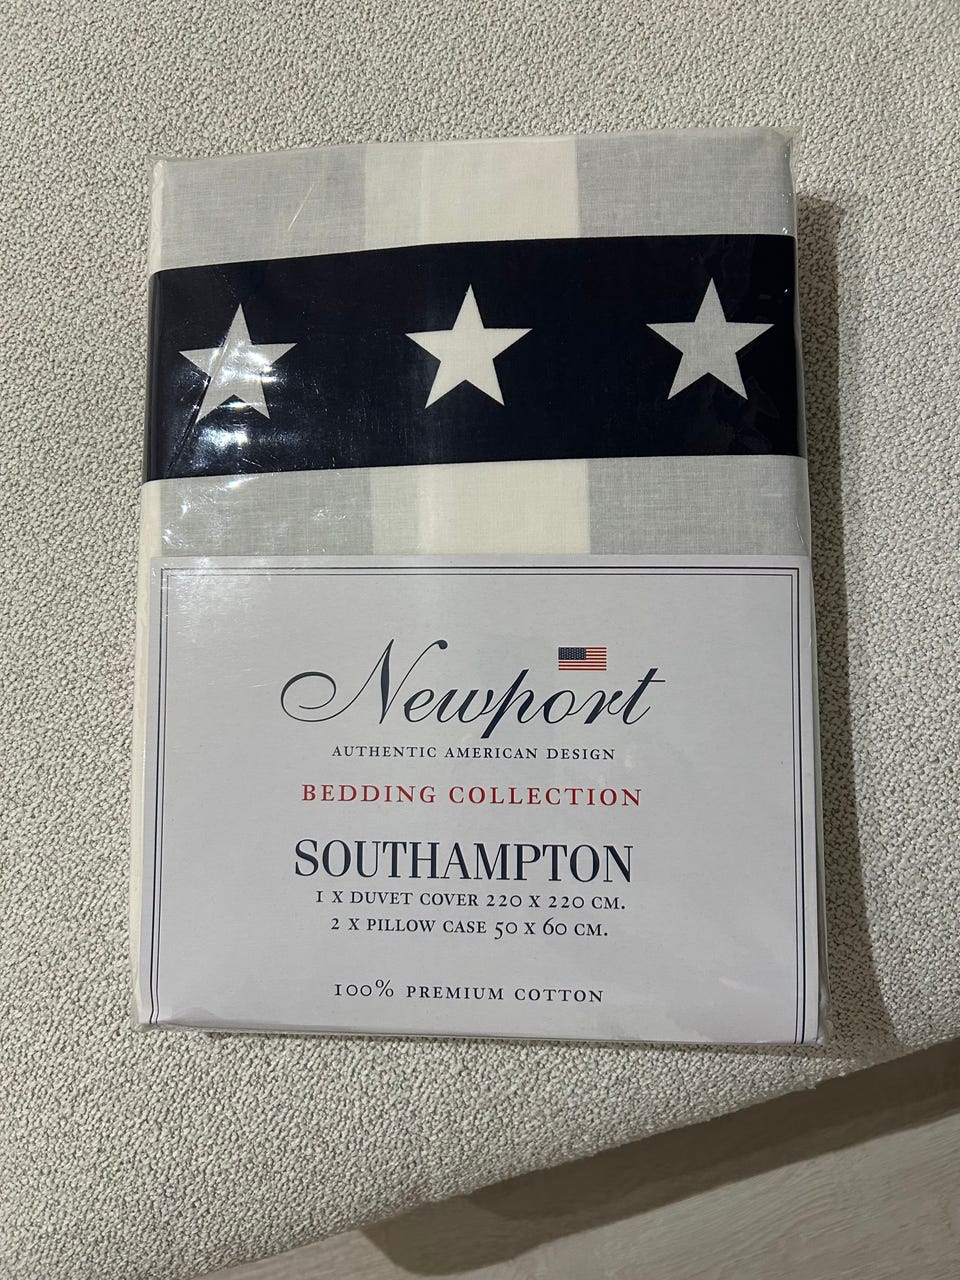 Newport
AUTHENTIC AMERICAN DESIGN
BEDDING COLLECTION
SOUTHAMPTON
1 X DUVET COVER 220 X 220 CM.
2 X PILLOW CASE 50 X 60 CM.
100% PREMIUM COTTON